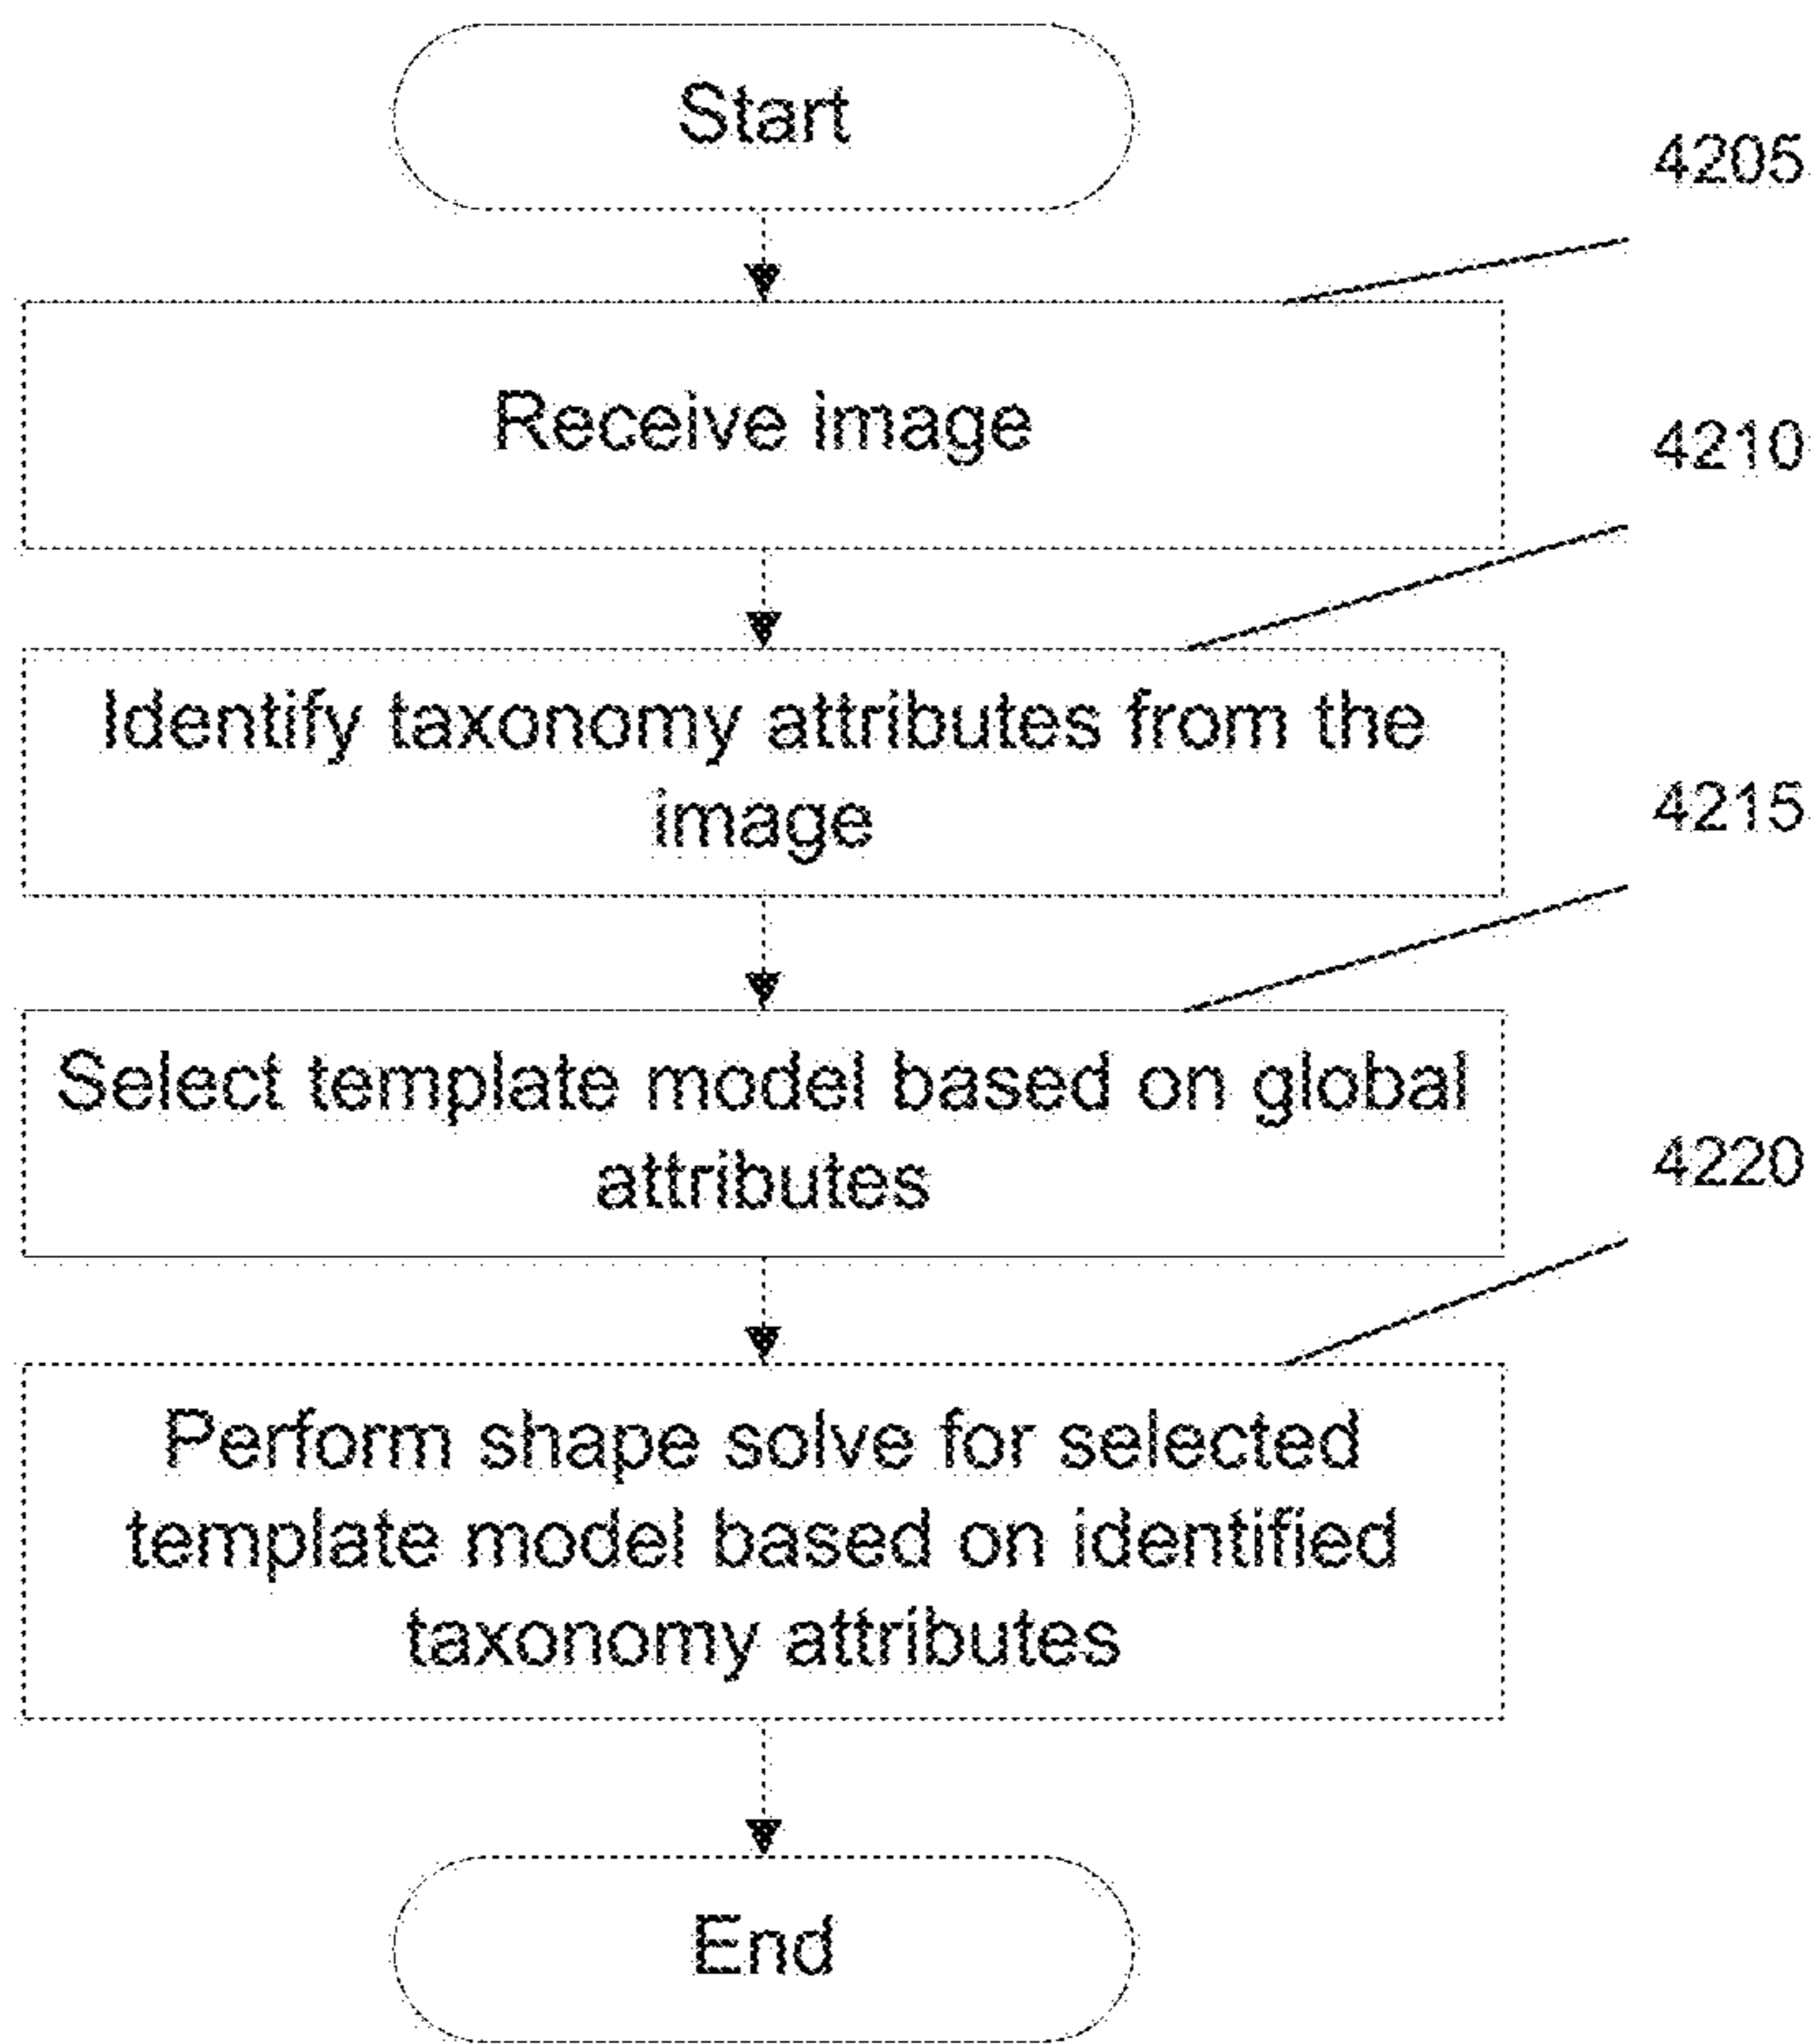 Start
4205
Receive image
4210
Identify taxonomy attributes from the
image
4215
Select template model based on global
attributes
4220
Perform shape solve for selected
template model based on identified
taxonomy attributes
End